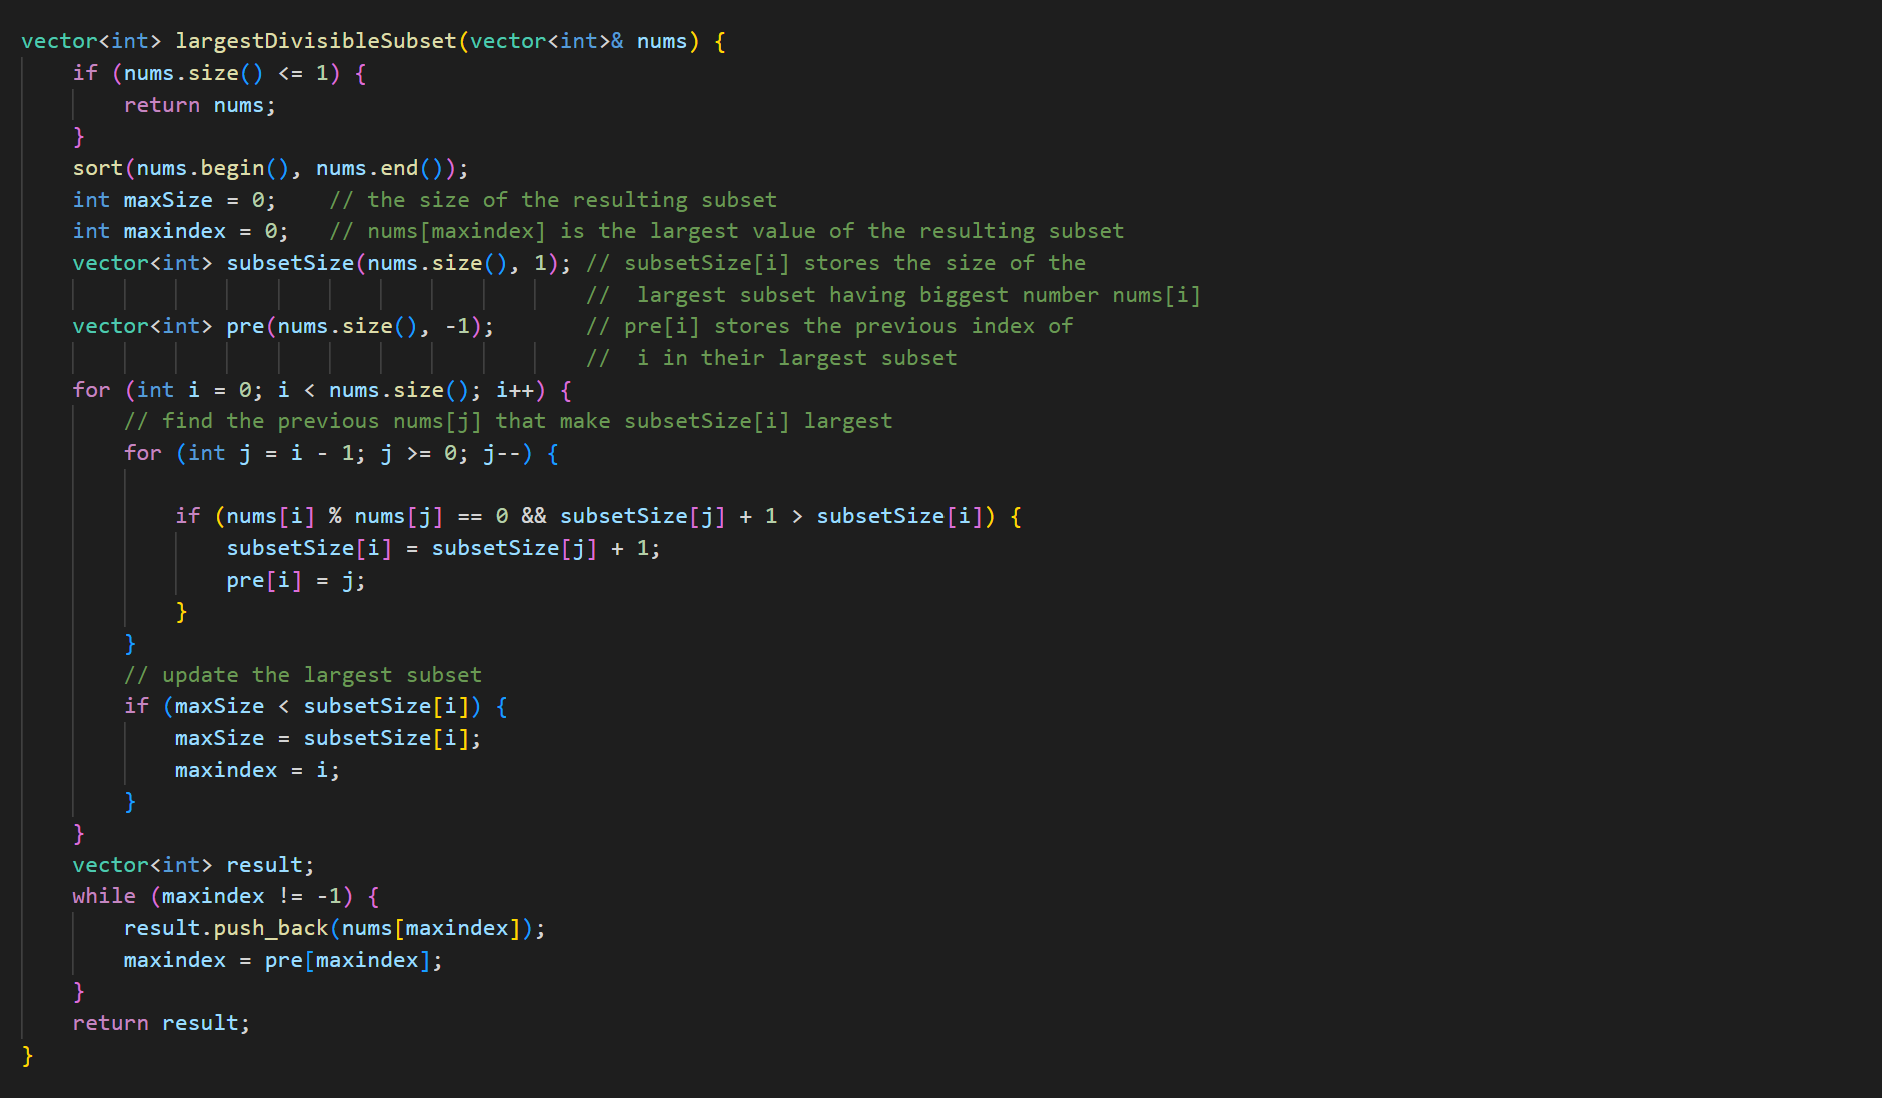 vector<int> largestDivisibleSubset(vector<int>& nums) {
    if (nums.size() <= 1) {
        return nums;
    }
    sort(nums.begin(), nums.end());
    int maxSize = 0;    // the size of the resulting subset
    int maxindex = 0;   // nums[maxindex] is the largest value of the resulting subset
    vector<int> subsetSize(nums.size(), 1); // subsetSize[i] stores the size of the
                                            //  largest subset having biggest number nums[i]
    vector<int> pre(nums.size(), -1);       // pre[i] stores the previous index of
                                            //  i in their largest subset
    for (int i = 0; i < nums.size(); i++) {
        // find the previous nums[j] that make subsetSize[i] largest
        for (int j = i - 1; j >= 0; j--) {

            if (nums[i] % nums[j] == 0 && subsetSize[j] + 1 > subsetSize[i]) {
                subsetSize[i] = subsetSize[j] + 1;
                pre[i] = j;
            }
        }
        // update the largest subset
        if (maxSize < subsetSize[i]) {
            maxSize = subsetSize[i];
            maxindex = i;
        }
    }
    vector<int> result;
    while (maxindex != -1) {
        result.push_back(nums[maxindex]);
        maxindex = pre[maxindex];
    }
    return result;
}